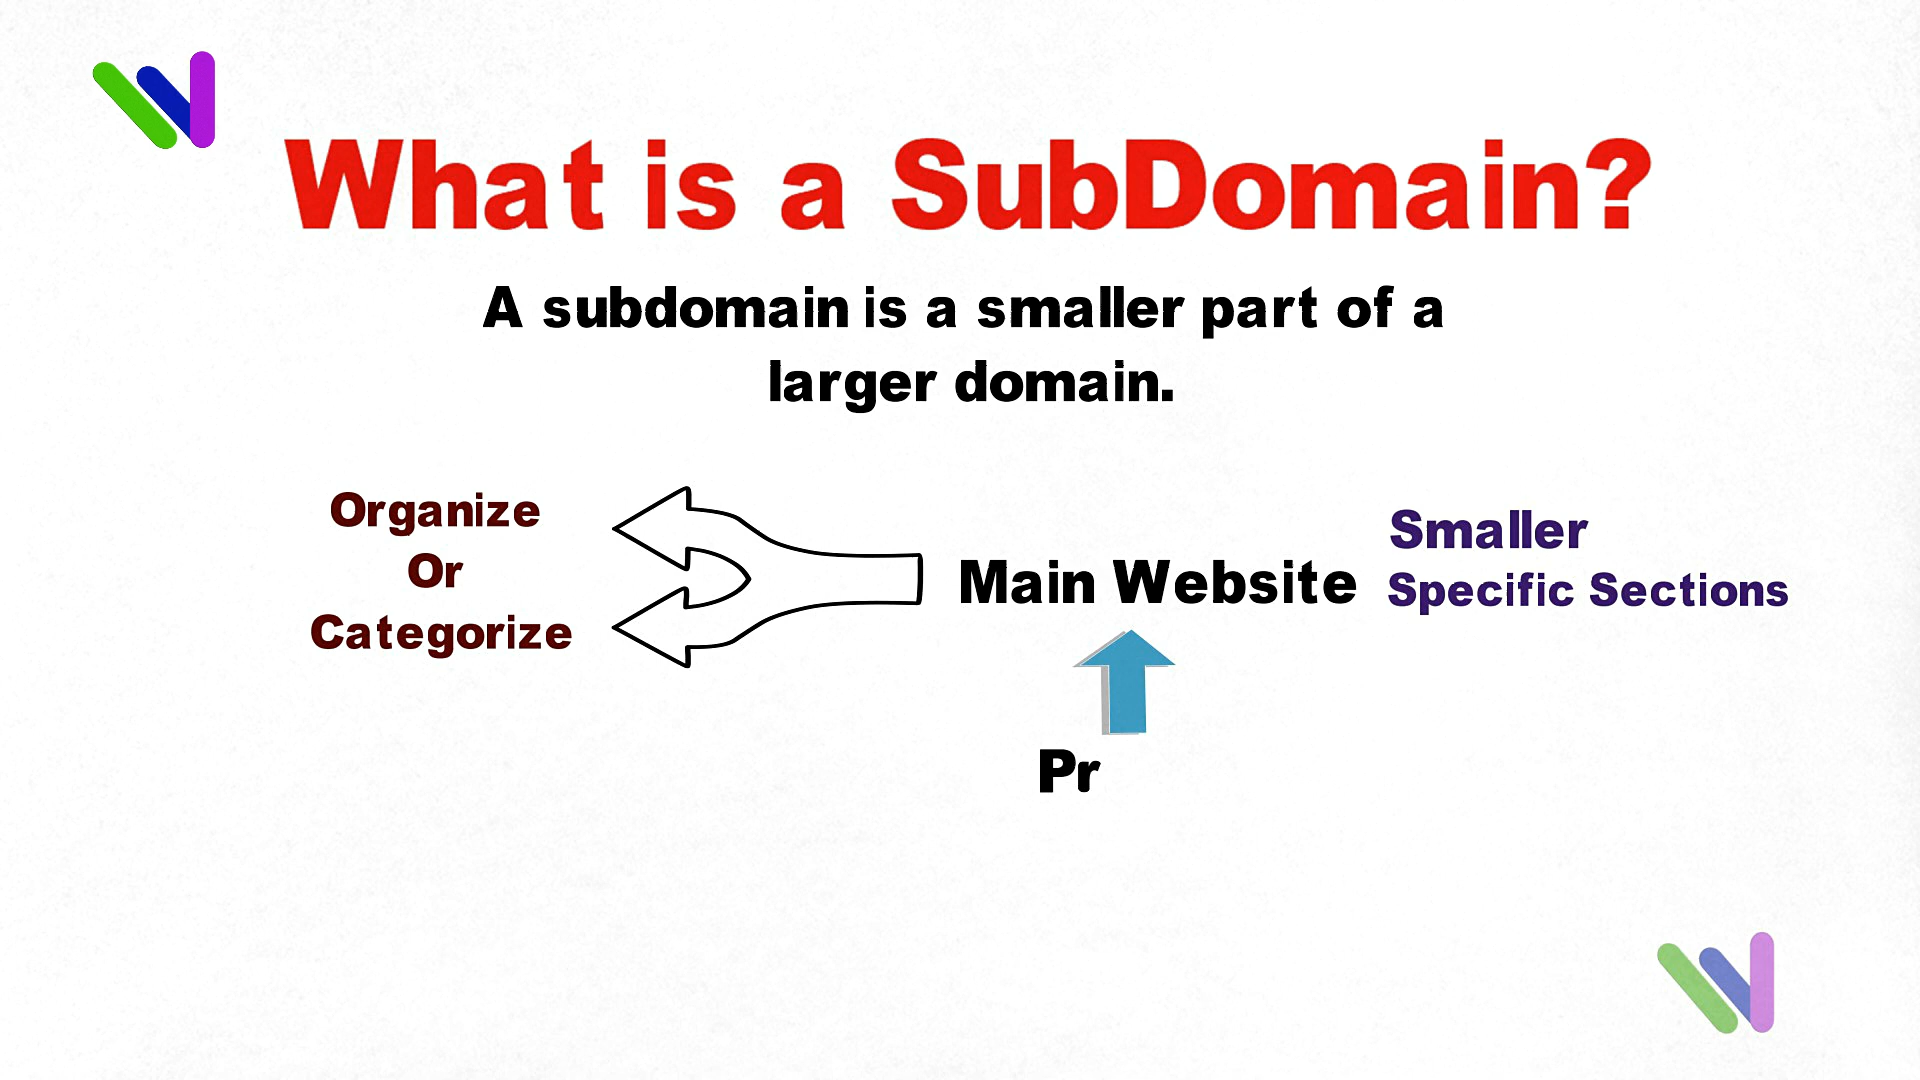 What is a SubDomain?
A subdomain is a smaller part of a
larger domain.
Organize
Or
Categorize
Main Website
Smaller
Specific Sections
Pr